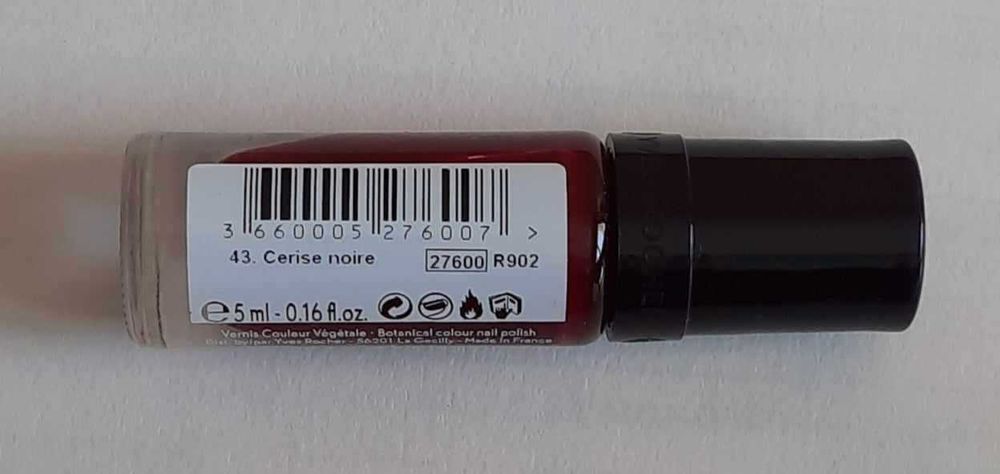 3 660005 276007 >
43. Cerise noire 27600 R902
℮ 5 ml - 0.16 fl.oz.
Vernis Couleur Végétale • Botanical colour nail polish
Dist. by/par Yves Rocher - 56201 La Gacilly - Made in France